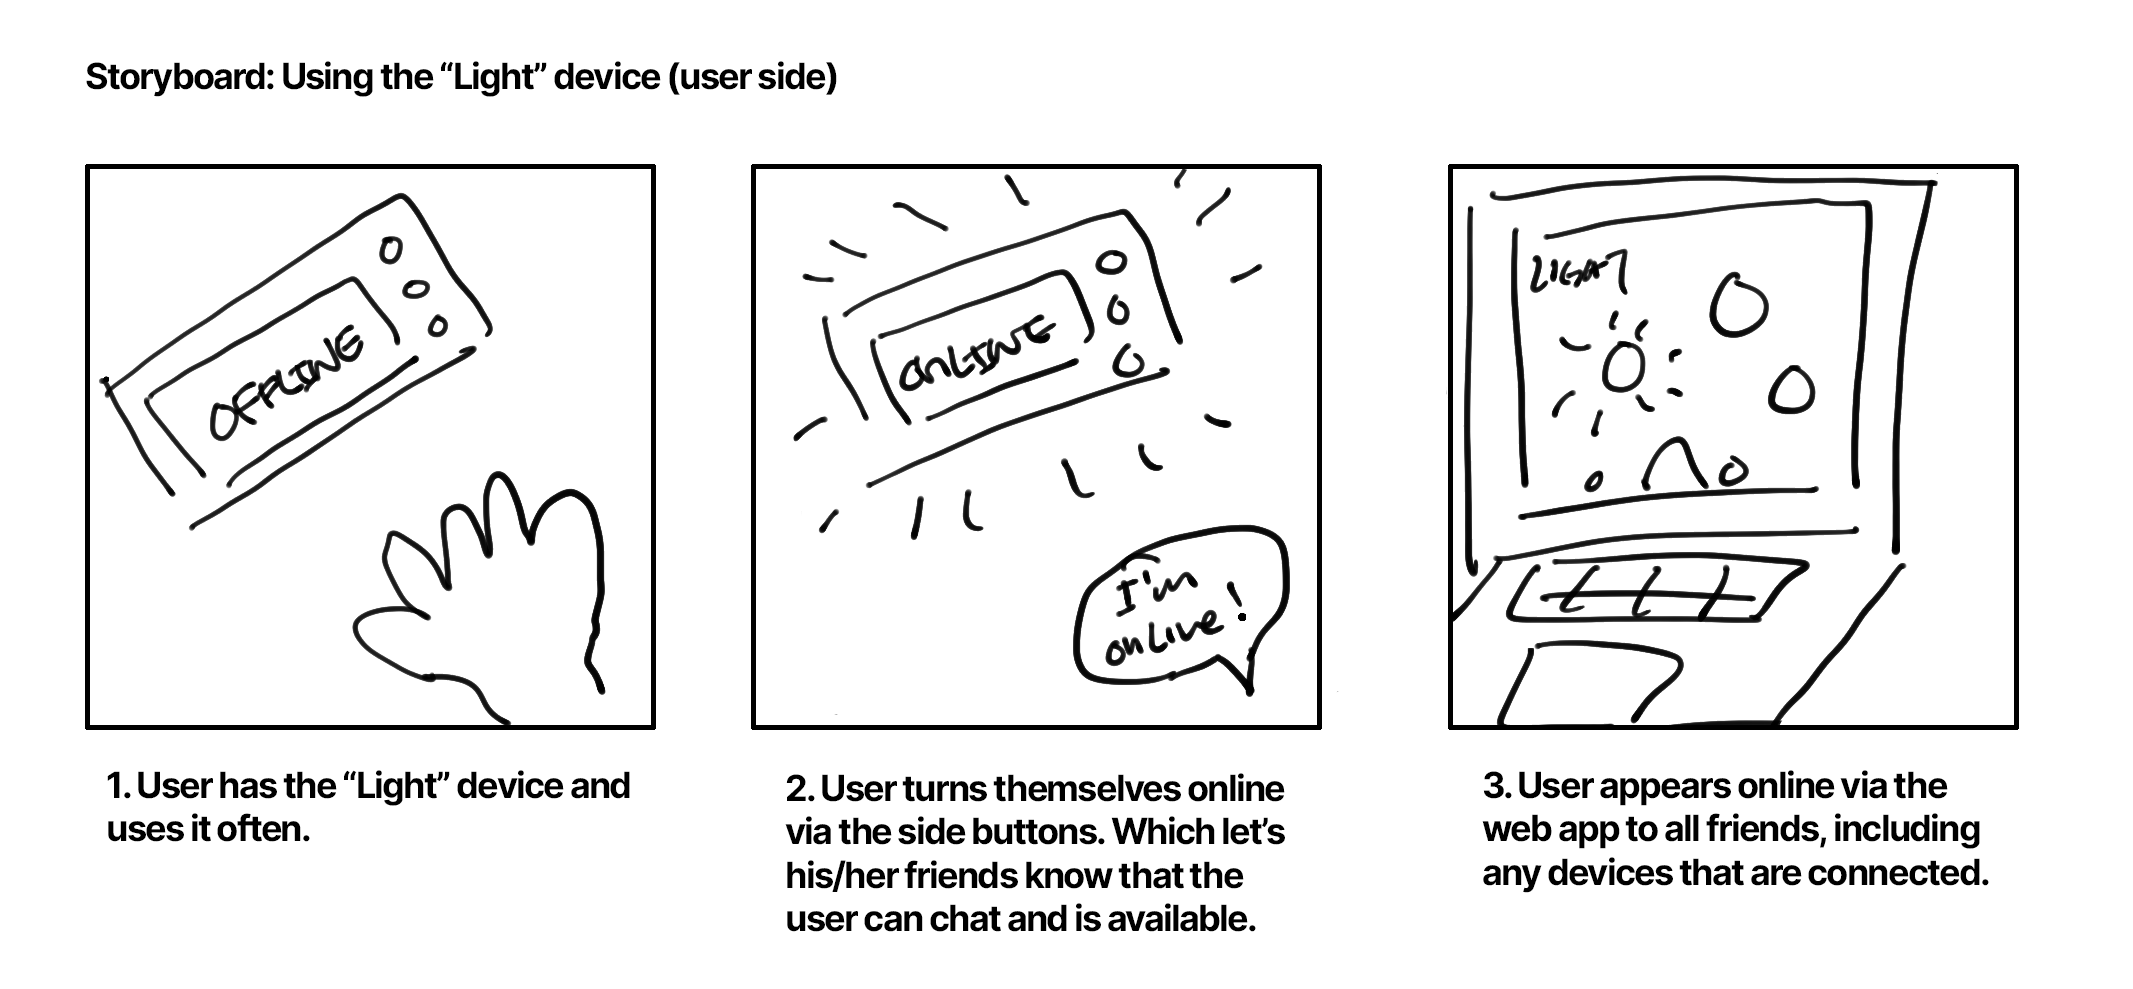 Storyboard: Using the “Light” device (user side)
OFFLINE
ONLINE
I'm
online!
LIGHT
1. User has the “Light” device and
uses it often.
2. User turns themselves online
via the side buttons. Which let’s
his/her friends know that the
user can chat and is available.
3. User appears online via the
web app to all friends, including
any devices that are connected.